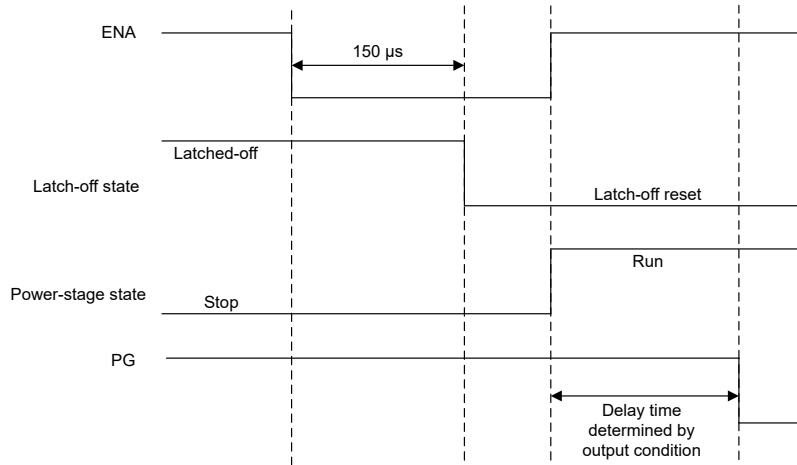 ENA
150 µs
Latched-off
Latch-off state
Latch-off reset
Run
Power-stage state
Stop
PG
Delay time
determined by
output condition